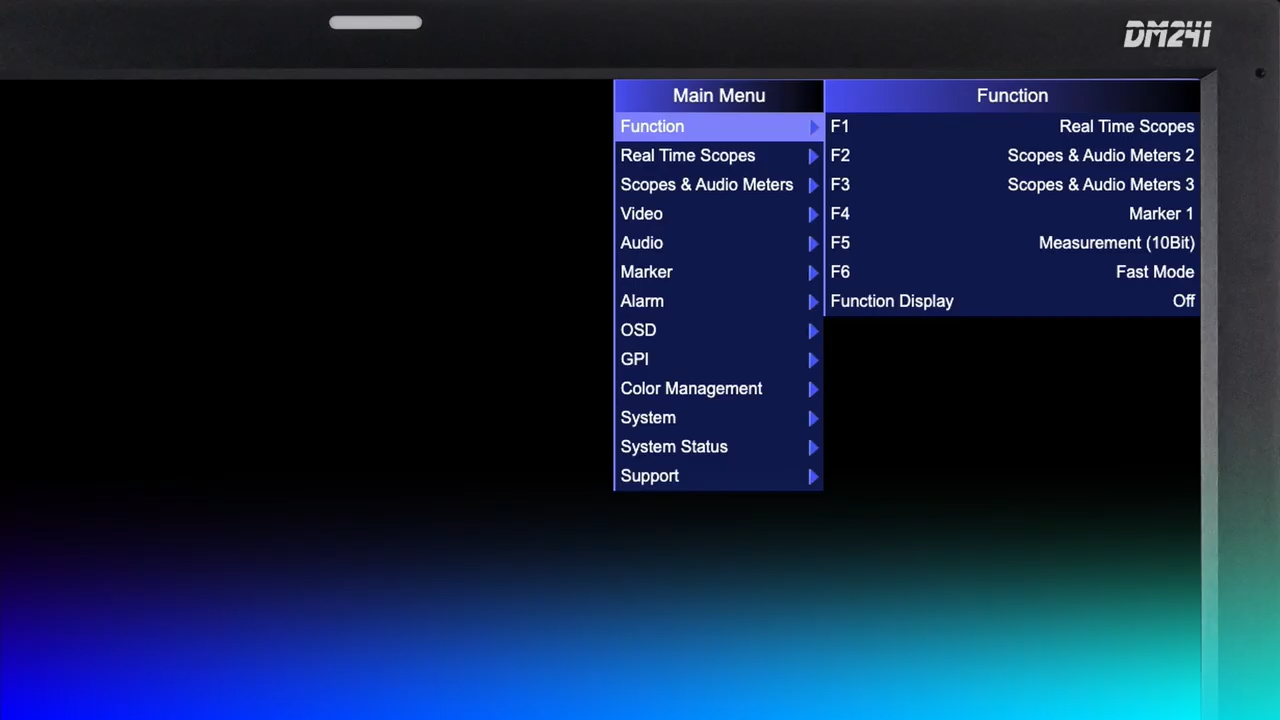 DM241
Main Menu
Function
Real Time Scopes
Scopes & Audio Meters
Video
Audio
Marker
Alarm
OSD
GPI
Color Management
System
System Status
Support
Function
F1 Real Time Scopes
F2 Scopes & Audio Meters 2
F3 Scopes & Audio Meters 3
F4 Marker 1
F5 Measurement (10Bit)
F6 Fast Mode
Function Display Off